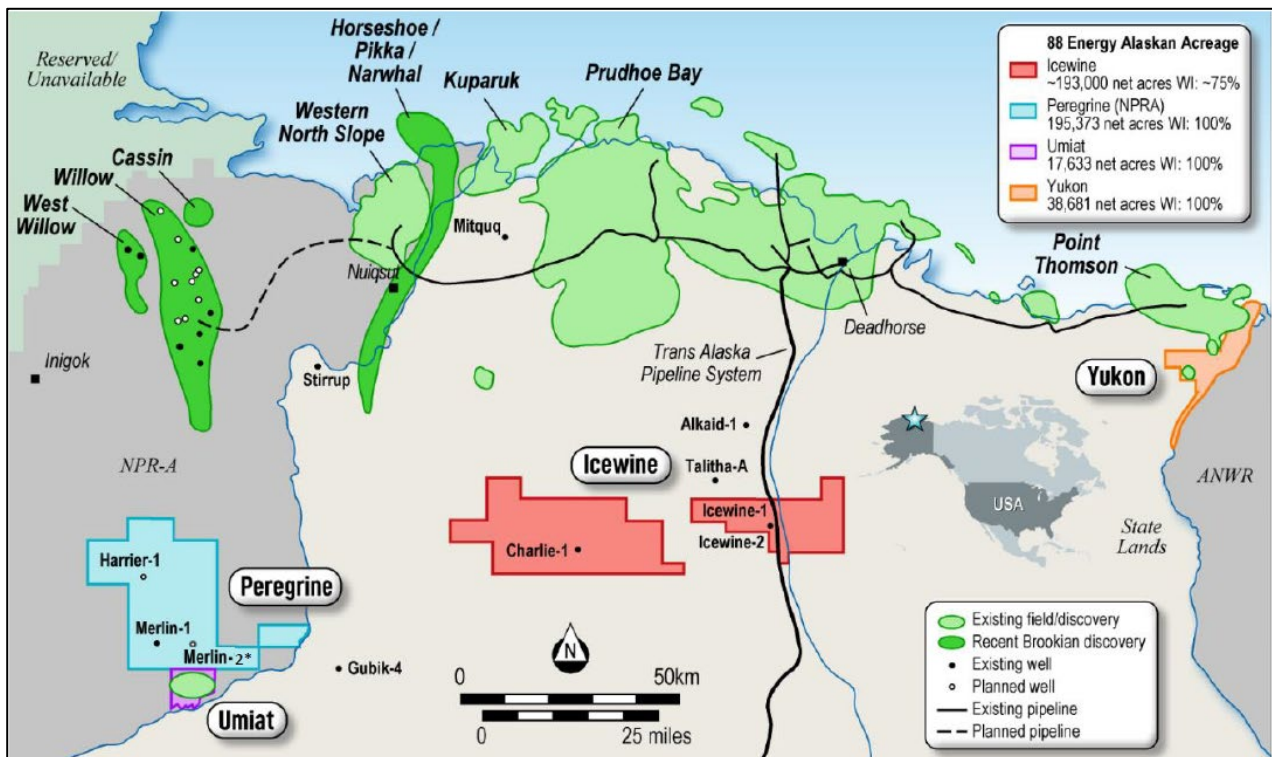 Reserved/
Unavailable
Horseshoe /
Pikka /
Narwhal
Western
North Slope
Kuparuk
Prudhoe Bay
Cassin
Willow
West
Willow
Mitquq
Nuiqsut
Inigok
Stirrup
Deadhorse
Point
Thomson
Trans Alaska
Pipeline System
Yukon
Alkaid-1
Talitha-A
Icewine
Icewine-1
Icewine-2
Charlie-1
NPR-A
ANWR
State
Lands
USA
Harrier-1
Peregrine
Merlin-1
Merlin-2*
Gubik-4
Umiat
N
0 50km
0 25 miles
88 Energy Alaskan Acreage
Icewine
~193,000 net acres WI: ~75%
Peregrine (NPRA)
195,373 net acres WI: 100%
Umiat
17,633 net acres WI: 100%
Yukon
38,681 net acres WI: 100%
Existing field/discovery
Recent Brookian discovery
Existing well
Planned well
Existing pipeline
Planned pipeline